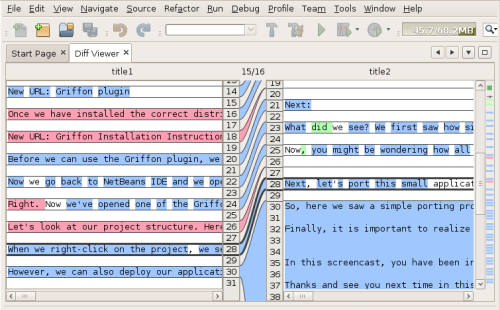 File Edit View Navigate Source Refactor Run Debug Profile Team Tools Window Help
45.7/68.2MB
Start Page Diff Viewer
title1 15/16 title2
14 New URL: Griffon plugin
15
16 Once we have installed the correct distri
17
18 New URL: Griffon Installation Instruction
19
20 Before we can use the Griffon plugin, we
21
22 Now we go back to NetBeans IDE and we ope
23
24 Right. Now we've opened one of the Griffo
25
26 Let's look at our project structure. Here
27
28 When we right-click on the project, we se
29
30 However, we can also deploy our applicati
31
19
20
21 Next:
22
23 What did we see? We first saw how si
24
25 Now, you might be wondering how all
26
27
28 Next, let's port this small applicat
29
30 So, here we saw a simple porting pro
31
32 Finally, it is important to realize
33
34
35 In this screencast, you have been in
36
37 Thanks and see you next time in this
38